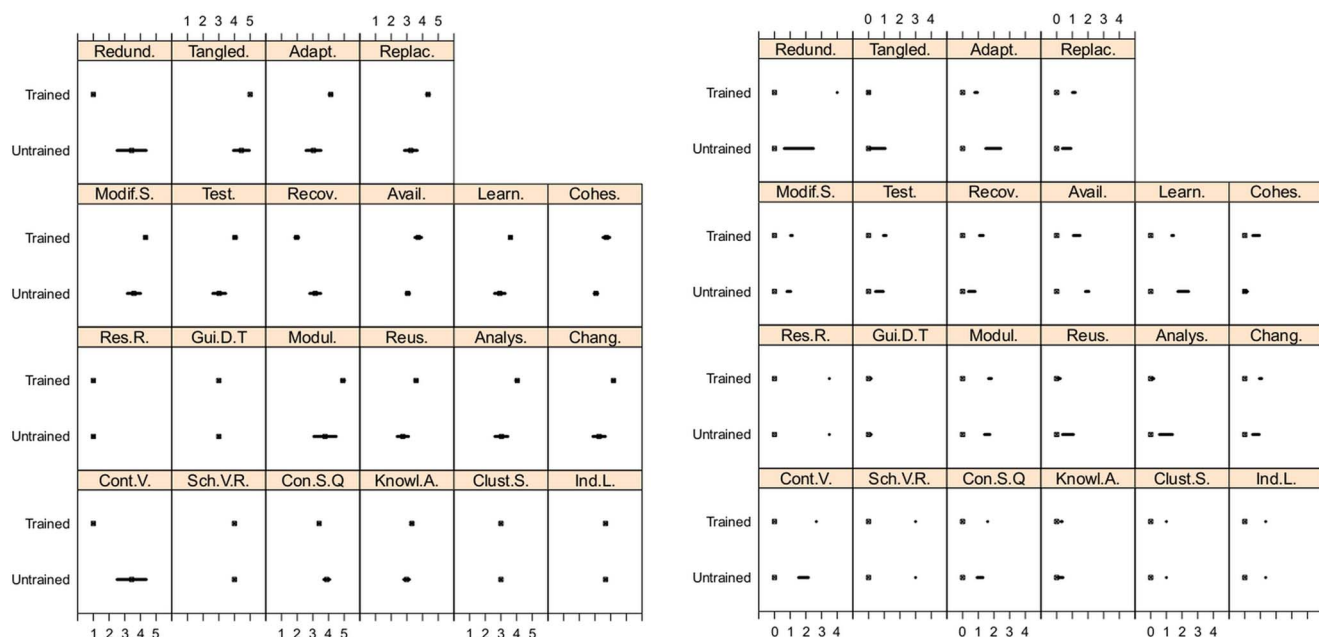 1 2 3 4 5 1 2 3 4 5
Redund. Tangled. Adapt. Replac.
Trained
Untrained
Modif.S. Test. Recov. Avail. Learn. Cohes.
Trained
Untrained
Res.R. Gui.D.T Modul. Reus. Analys. Chang.
Trained
Untrained
Cont.V. Sch.V.R. Con.S.Q Knowl.A. Clust.S. Ind.L.
Trained
Untrained
1 2 3 4 5 1 2 3 4 5 1 2 3 4 5
0 1 2 3 4 0 1 2 3 4
Redund. Tangled. Adapt. Replac.
Trained
Untrained
Modif.S. Test. Recov. Avail. Learn. Cohes.
Trained
Untrained
Res.R. Gui.D.T Modul. Reus. Analys. Chang.
Trained
Untrained
Cont.V. Sch.V.R. Con.S.Q Knowl.A. Clust.S. Ind.L.
Trained
Untrained
0 1 2 3 4 0 1 2 3 4 0 1 2 3 4